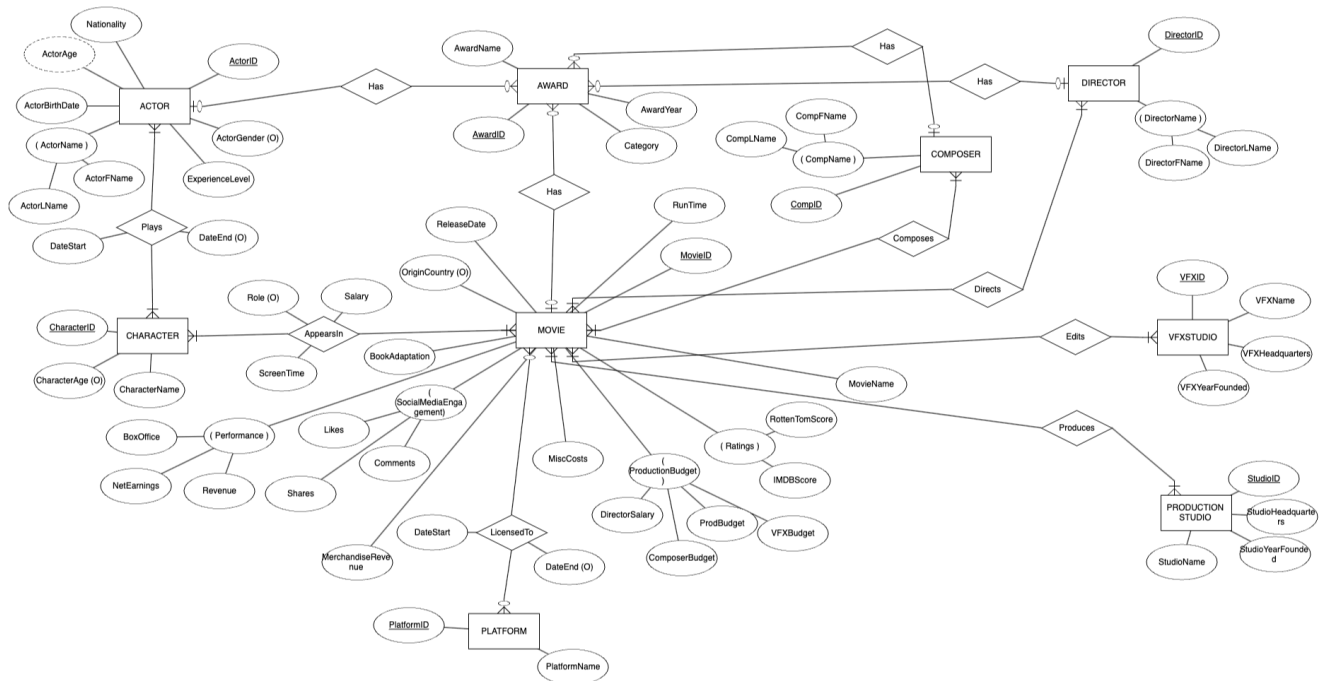 Nationality
ActorAge
ActorID
ACTOR
ActorBirthDate
( ActorName )
ActorGender (O)
ActorFName
ExperienceLevel
ActorLName
Has
AwardName
AWARD
AwardID
AwardYear
Category
Has
Has
DirectorID
DIRECTOR
( DirectorName )
DirectorFName
DirectorLName
CompFName
CompLName
( CompName )
COMPOSER
CompID
Plays
DateStart
DateEnd (O)
Has
ReleaseDate
RunTime
MovieID
OriginCountry (O)
Composes
Directs
CharacterID
CHARACTER
CharacterAge (O)
CharacterName
Role (O)
Salary
AppearsIn
ScreenTime
MOVIE
BookAdaptation
Edits
VFXID
VFXName
VFXSTUDIO
VFXHeadquarters
VFXYearFounded
MovieName
(
SocialMediaEnga
gement)
Likes
Comments
Shares
BoxOffice
( Performance )
NetEarnings
Revenue
MiscCosts
(
ProductionBudget
)
DirectorSalary
ProdBudget
VFXBudget
ComposerBudget
RottenTomScore
( Ratings )
IMDBScore
Produces
StudioID
PRODUCTION
STUDIO
StudioHeadquarte
rs
StudioYearFounde
d
StudioName
MerchandiseReve
nue
DateStart
LicensedTo
DateEnd (O)
PlatformID
PLATFORM
PlatformName